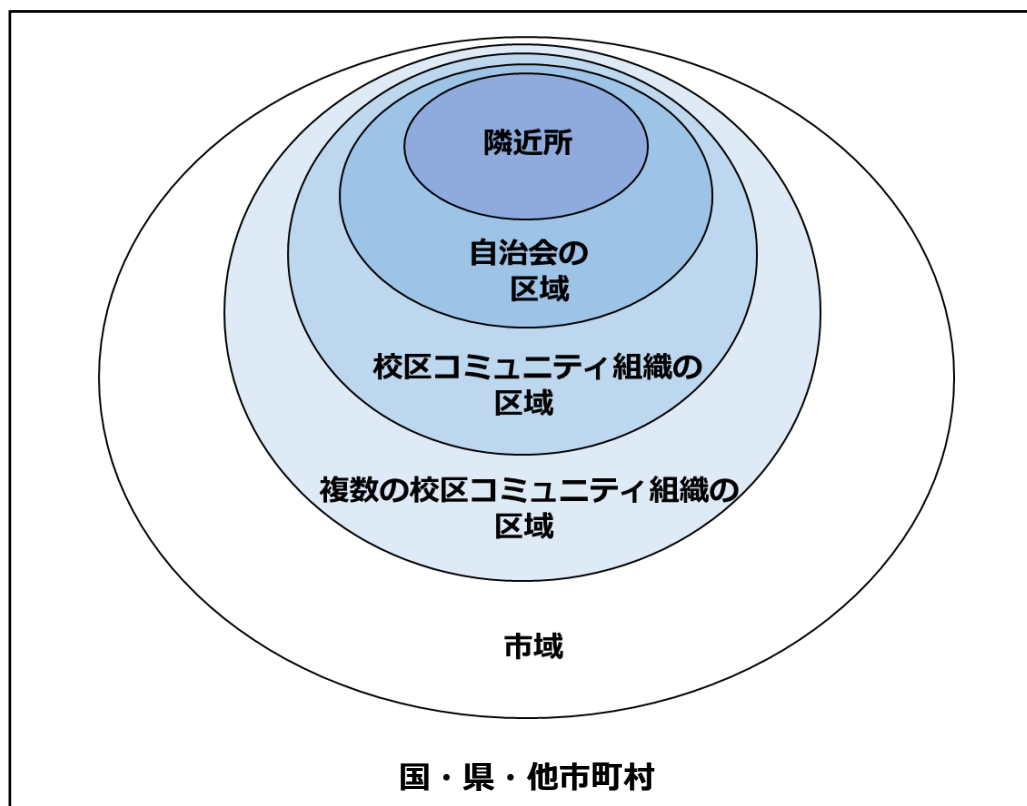 隣近所
自治会の
区域
校区コミュニティ組織の
区域
複数の校区コミュニティ組織の
区域
市域
国・県・他市町村